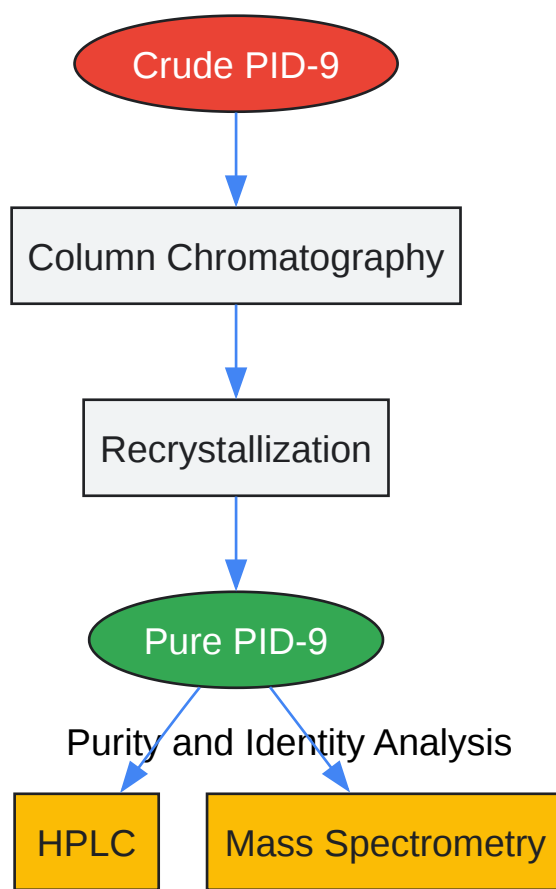 Crude PID-9
Column Chromatography
Recrystallization
Pure PID-9
Purity and Identity Analysis
HPLC
Mass Spectrometry